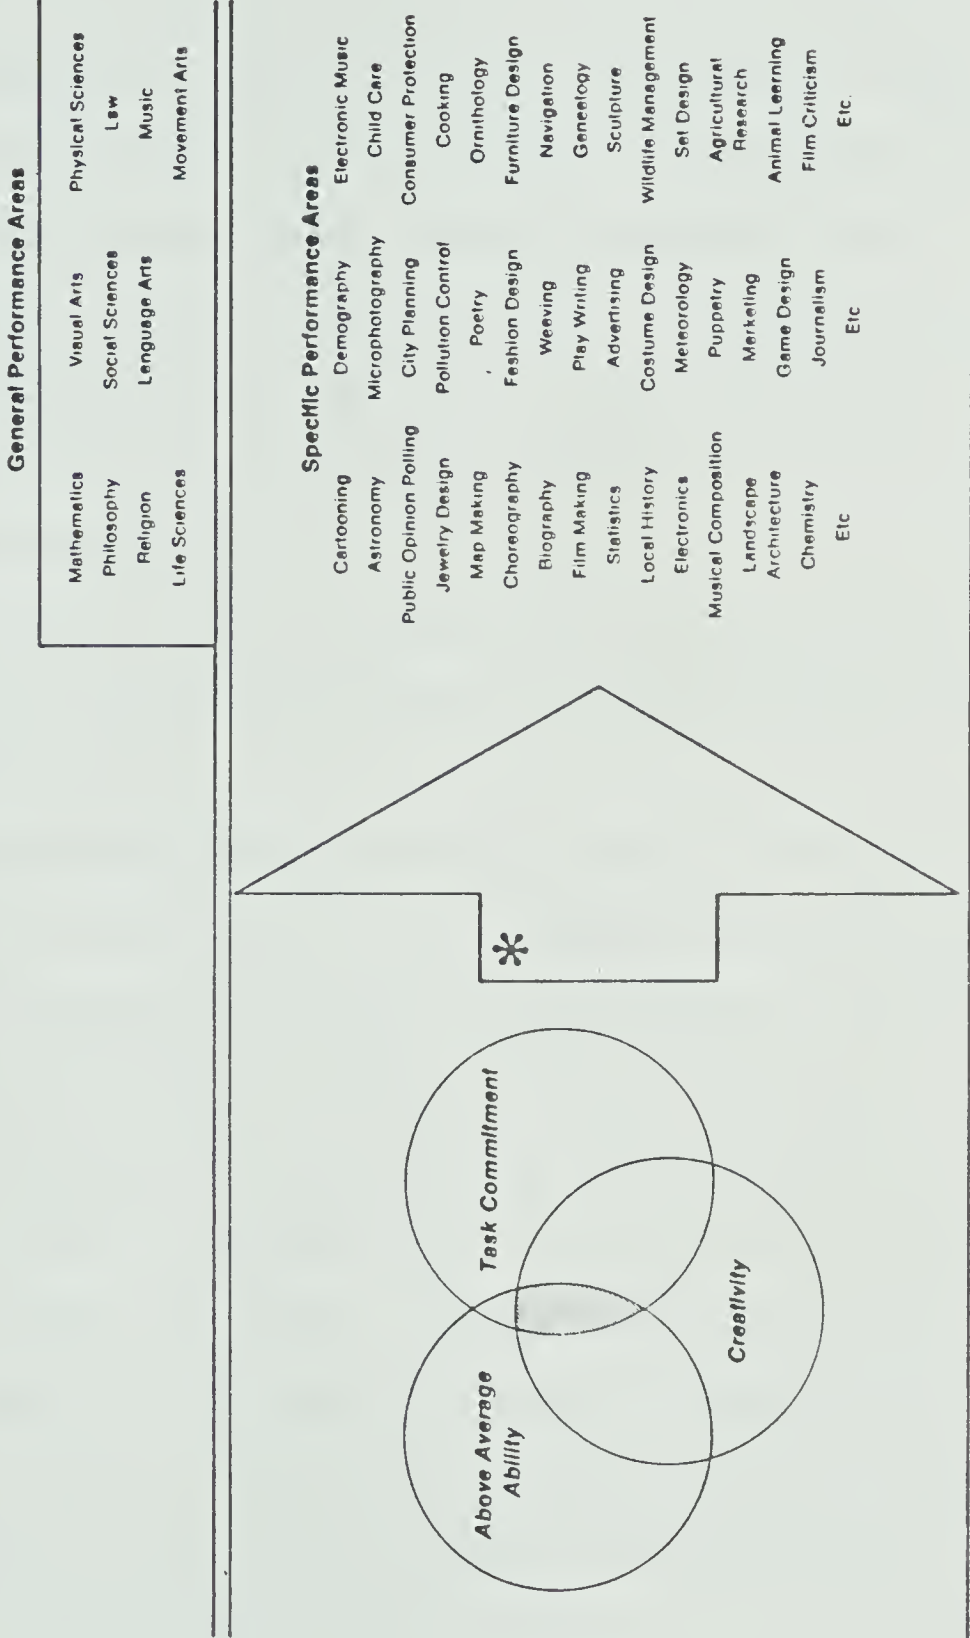 General Performance Areas
Mathematics Visual Arts Physical Sciences
Philosophy Social Sciences Law
Religion Language Arts Music
Life Sciences Movement Arts
Specific Performance Areas
Cartooning Demography Electronic Music
Astronomy Microphotography Child Care
Public Opinion Polling City Planning Consumer Protection
Jewelry Design Pollution Control Cooking
Map Making Poetry Ornithology
Choreography Fashion Design Furniture Design
Biography Weaving Navigation
Film Making Play Writing Geneology
Statistics Advertising Sculpture
Local History Costume Design Wildlife Management
Electronics Meteorology Set Design
Musical Composition Puppetry Agricultural
Landscape Marketing Research
Architecture Game Design Animal Learning
Chemistry Journalism Film Criticism
Etc Etc Etc.
Above Average
Ability
Task Commitment
Creativity
*